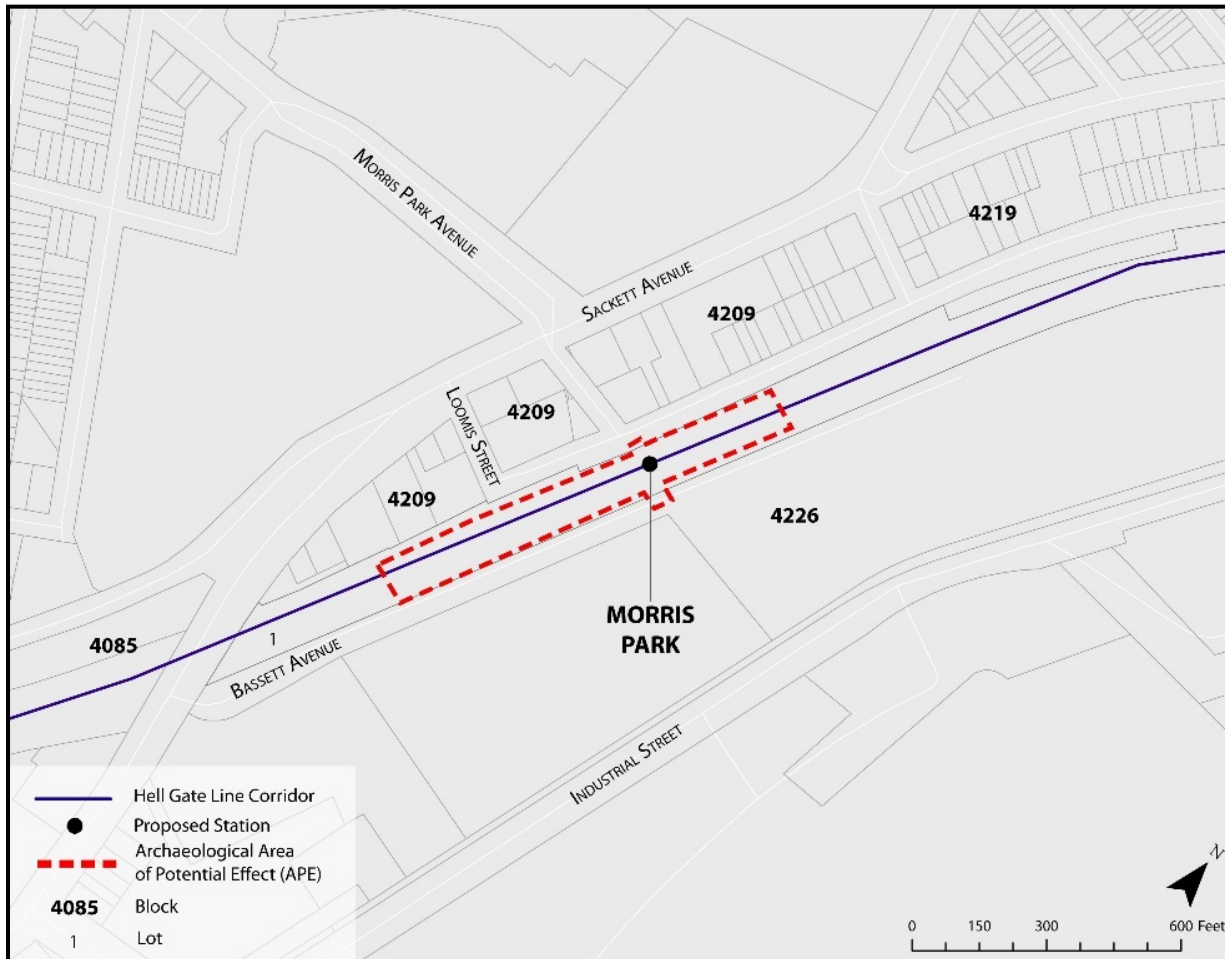 MORRIS PARK AVENUE
SACKETT AVENUE
4219
4209
4209
LOOMIS STREET
4209
4226
MORRIS
PARK
4085
1
BASSETT AVENUE
INDUSTRIAL STREET
Hell Gate Line Corridor
Proposed Station
Archaeological Area
of Potential Effect (APE)
4085 Block
1 Lot
N
0 150 300 600 Feet